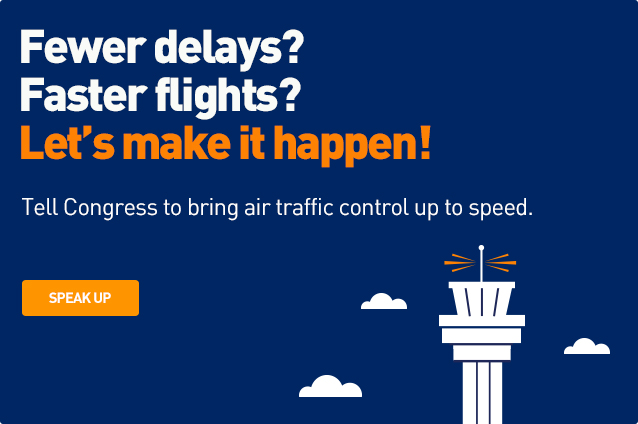 Fewer delays?
Faster flights?
Let’s make it happen!
Tell Congress to bring air traffic control up to speed.
SPEAK UP